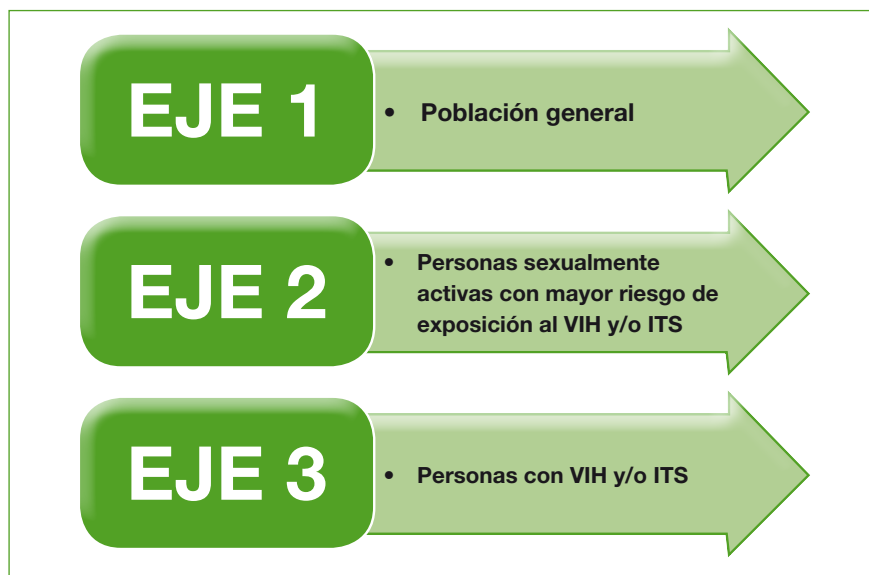 EJE 1
• Población general
EJE 2
• Personas sexualmente
activas con mayor riesgo de
exposición al VIH y/o ITS
EJE 3
• Personas con VIH y/o ITS